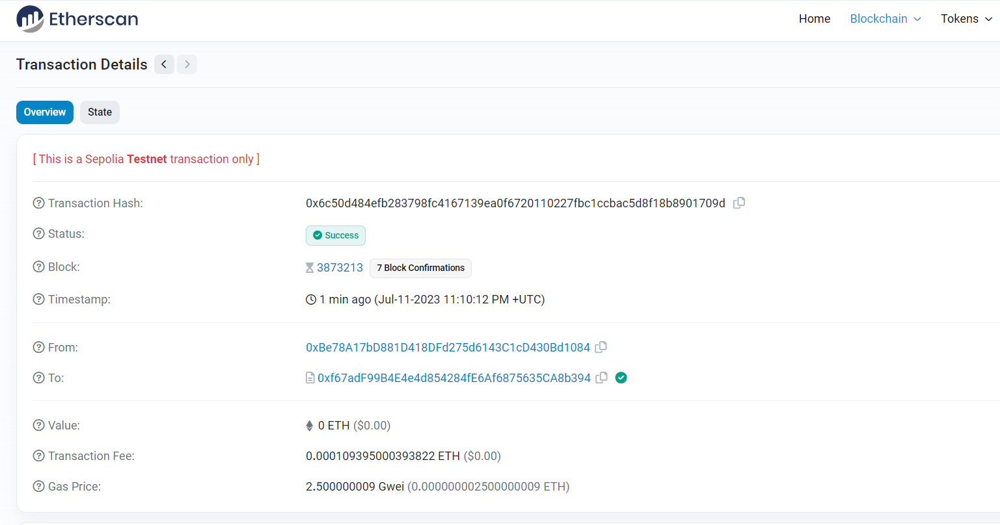 Etherscan
Home Blockchain Tokens
Transaction Details
Overview State
[ This is a Sepolia Testnet transaction only ]
Transaction Hash: 0x6c50d484efb283798fc4167139ea0f6720110227fbc1ccbac5d8f18b8901709d
Status: Success
Block: 3873213 7 Block Confirmations
Timestamp: 1 min ago (Jul-11-2023 11:10:12 PM +UTC)
From: 0xBe78A17bD881D418DFd275d6143C1cD430Bd1084
To: 0xf67adF99B4E4e4d854284fE6Af6875635CA8b394
Value: 0 ETH ($0.00)
Transaction Fee: 0.000109395000393822 ETH ($0.00)
Gas Price: 2.500000009 Gwei (0.000000002500000009 ETH)